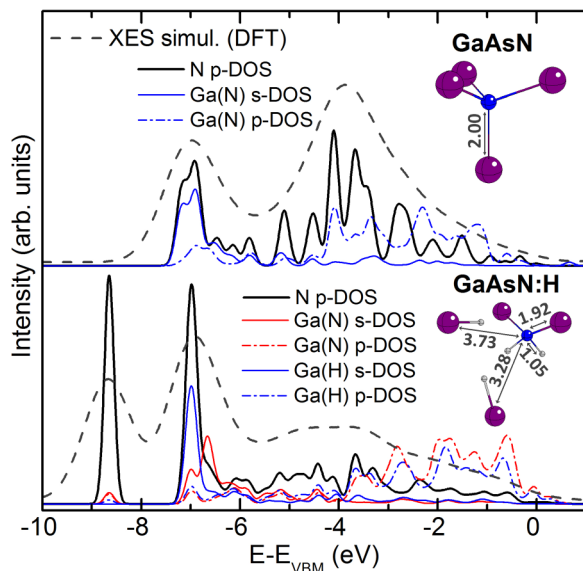 XES simul. (DFT)
N p-DOS
Ga(N) s-DOS
Ga(N) p-DOS
GaAsN
2.00
Intensity (arb. units)
GaAsN:H
N p-DOS
Ga(N) s-DOS
Ga(N) p-DOS
Ga(H) s-DOS
Ga(H) p-DOS
1.92
3.73
3.28
1.05
-10 -8 -6 -4 -2 0
E-E_VBM (eV)